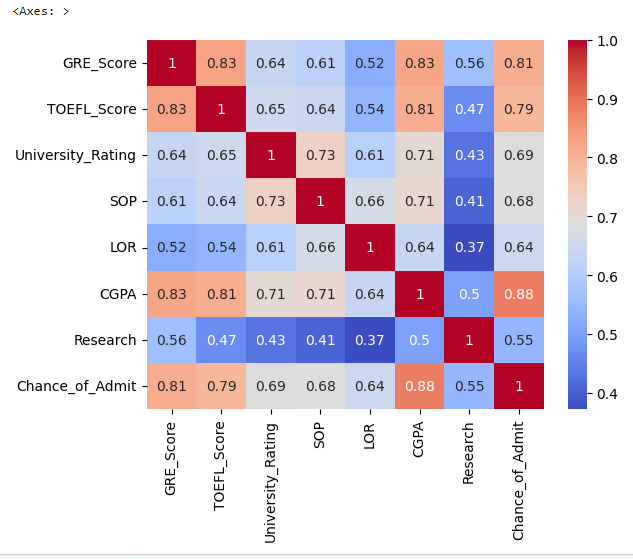 <Axes: >
GRE_Score 1 0.83 0.64 0.61 0.52 0.83 0.56 0.81
TOEFL_Score 0.83 1 0.65 0.64 0.54 0.81 0.47 0.79
University_Rating 0.64 0.65 1 0.73 0.61 0.71 0.43 0.69
SOP 0.61 0.64 0.73 1 0.66 0.71 0.41 0.68
LOR 0.52 0.54 0.61 0.66 1 0.64 0.37 0.64
CGPA 0.83 0.81 0.71 0.71 0.64 1 0.5 0.88
Research 0.56 0.47 0.43 0.41 0.37 0.5 1 0.55
Chance_of_Admit 0.81 0.79 0.69 0.68 0.64 0.88 0.55 1
GRE_Score
TOEFL_Score
University_Rating
SOP
LOR
CGPA
Research
Chance_of_Admit
1.0
0.9
0.8
0.7
0.6
0.5
0.4